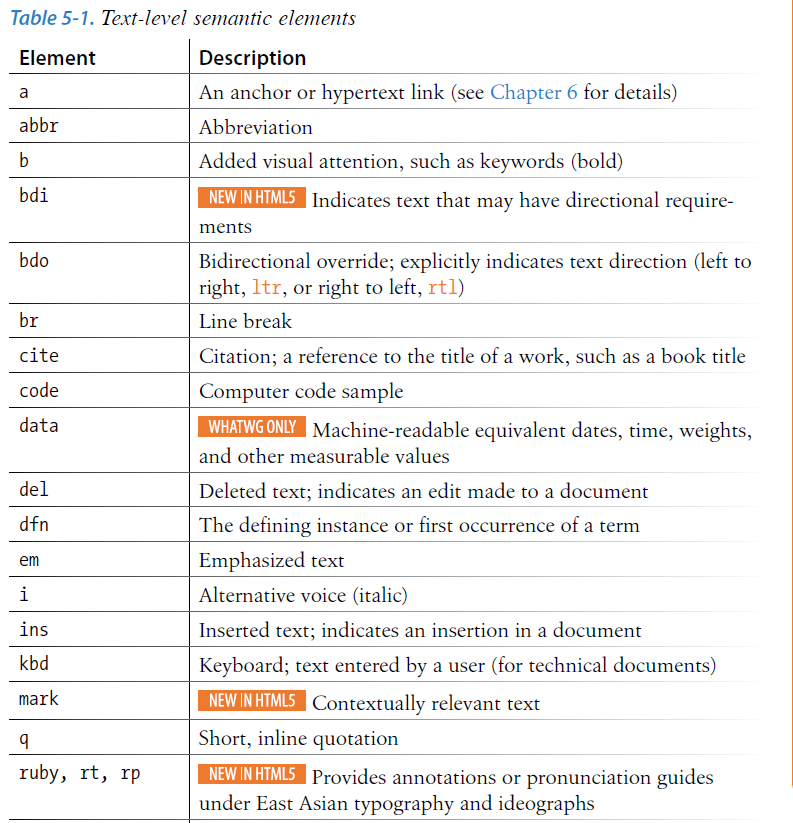 Table 5-1. Text-level semantic elements
Element Description
a An anchor or hypertext link (see Chapter 6 for details)
abbr Abbreviation
b Added visual attention, such as keywords (bold)
bdi NEW IN HTML5 Indicates text that may have directional require-
ments
bdo Bidirectional override; explicitly indicates text direction (left to
right, ltr, or right to left, rtl)
br Line break
cite Citation; a reference to the title of a work, such as a book title
code Computer code sample
data WHATWG ONLY Machine-readable equivalent dates, time, weights,
and other measurable values
del Deleted text; indicates an edit made to a document
dfn The defining instance or first occurrence of a term
em Emphasized text
i Alternative voice (italic)
ins Inserted text; indicates an insertion in a document
kbd Keyboard; text entered by a user (for technical documents)
mark NEW IN HTML5 Contextually relevant text
q Short, inline quotation
ruby, rt, rp NEW IN HTML5 Provides annotations or pronunciation guides
under East Asian typography and ideographs